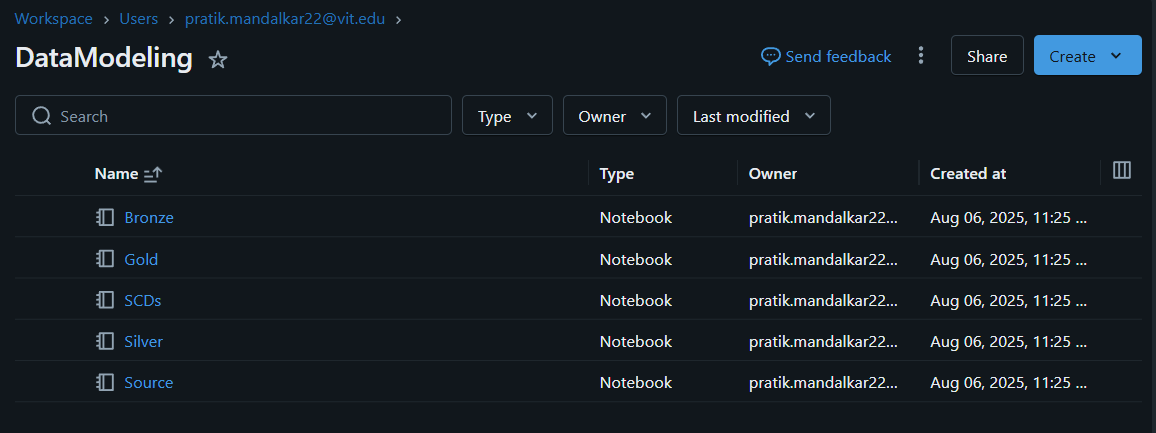 Workspace > Users > pratik.mandalkar22@vit.edu >
DataModeling
Send feedback
Share
Create
Search
Type
Owner
Last modified
Name Type Owner Created at
Bronze Notebook pratik.mandalkar22... Aug 06, 2025, 11:25 ...
Gold Notebook pratik.mandalkar22... Aug 06, 2025, 11:25 ...
SCDs Notebook pratik.mandalkar22... Aug 06, 2025, 11:25 ...
Silver Notebook pratik.mandalkar22... Aug 06, 2025, 11:25 ...
Source Notebook pratik.mandalkar22... Aug 06, 2025, 11:25 ...